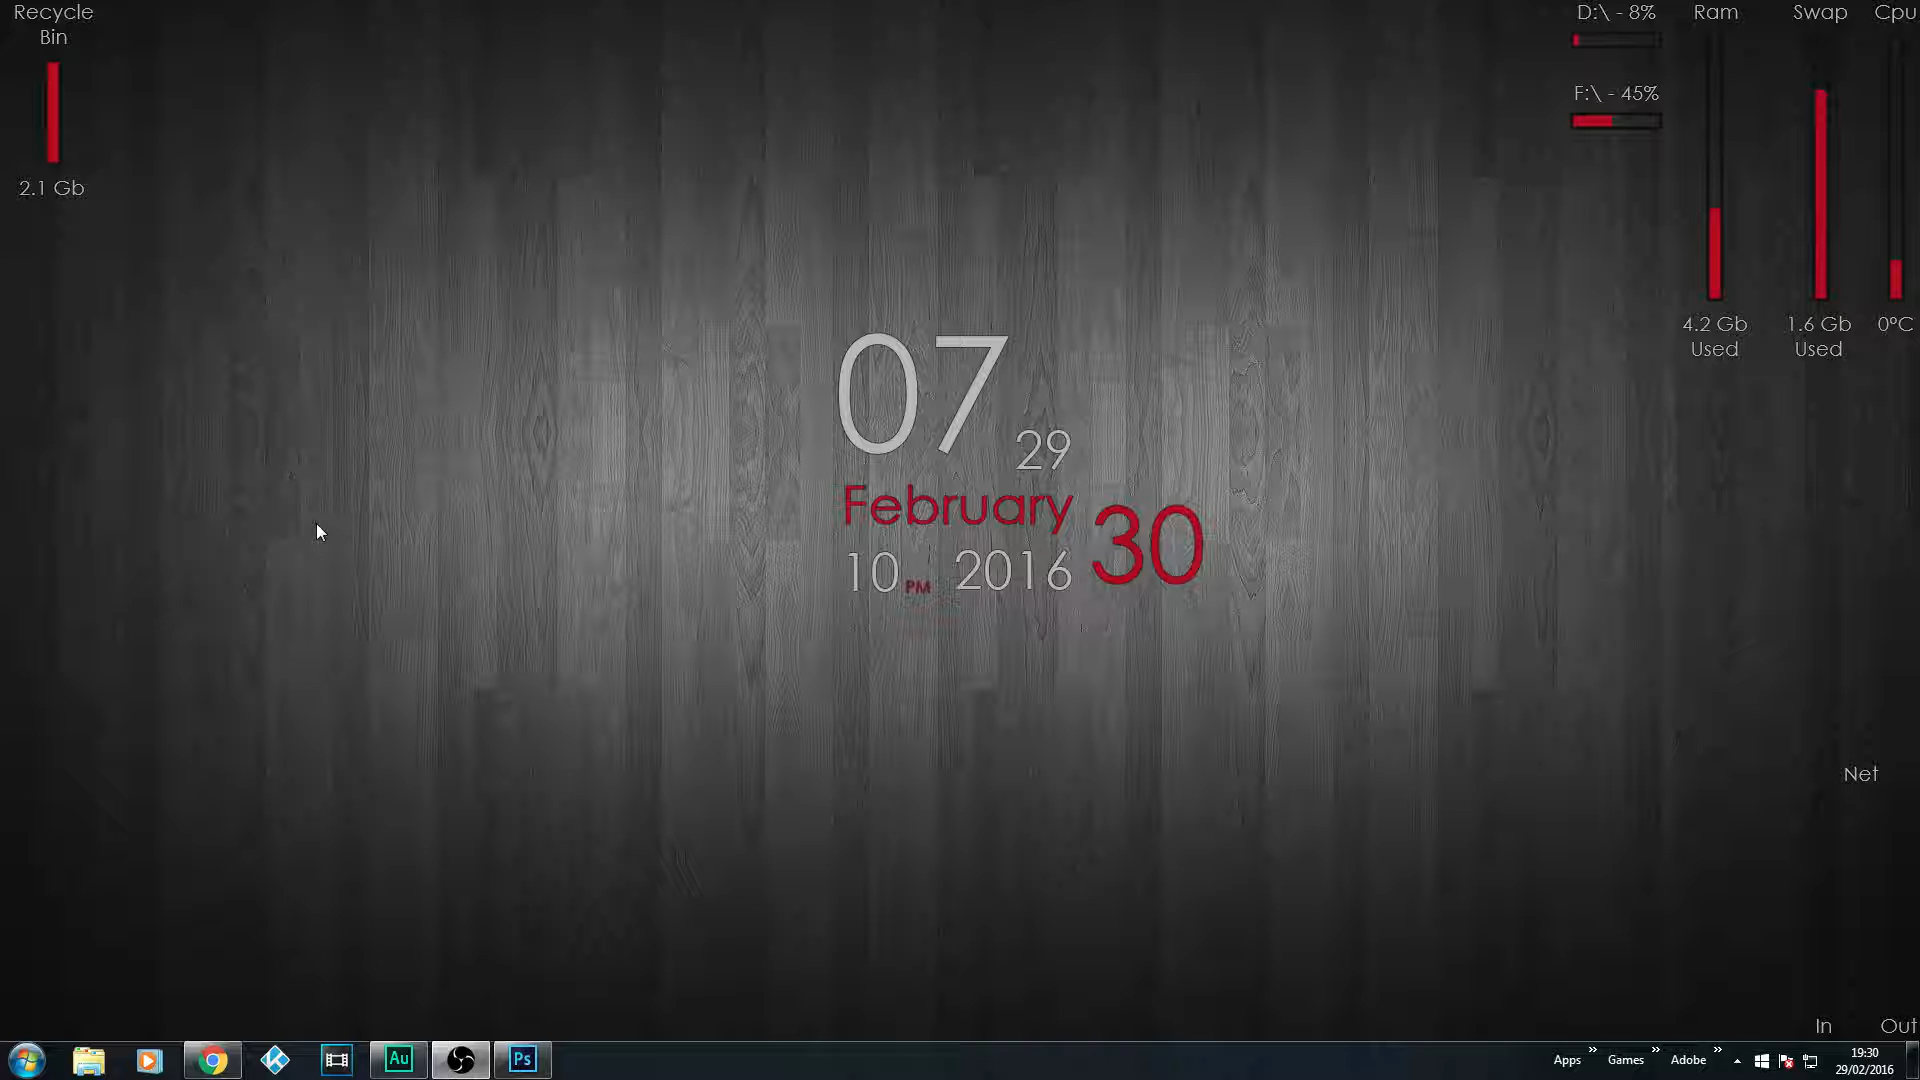 Recycle
Bin
2.1 Gb
D:\ - 8%
F:\ - 45%
Ram
4.2 Gb
Used
Swap
1.6 Gb
Used
Cpu
0°C
07
29
February
30
10 PM 2016
Net
In
Out
Au
Ps
Apps »
Games »
Adobe »
19:30
29/02/2016